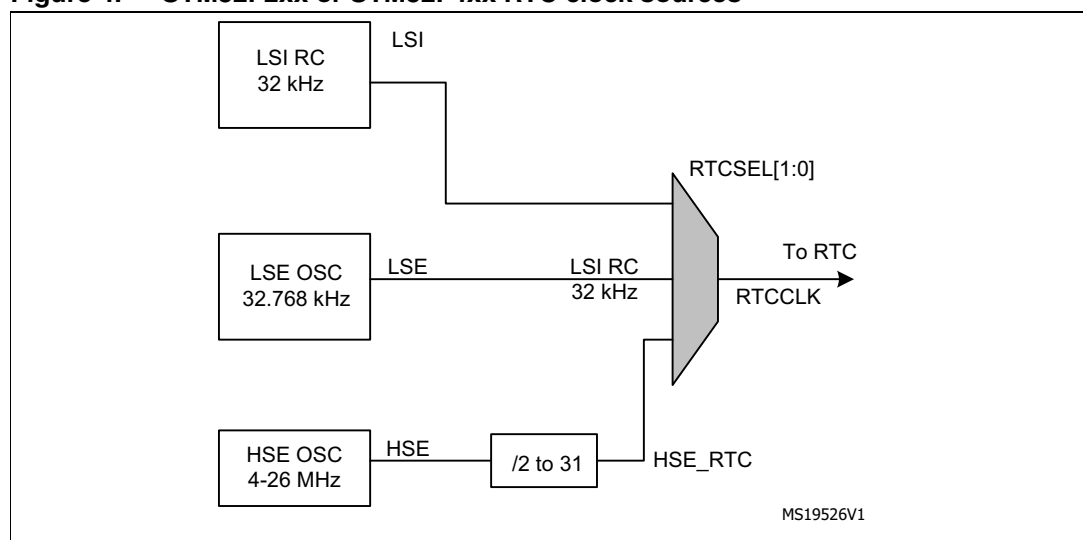 LSI RC
32 kHz
LSI
RTCSEL[1:0]
LSE OSC
32.768 kHz
LSE
LSI RC
32 kHz
To RTC
RTCCLK
HSE OSC
4-26 MHz
HSE
/2 to 31
HSE_RTC
MS19526V1